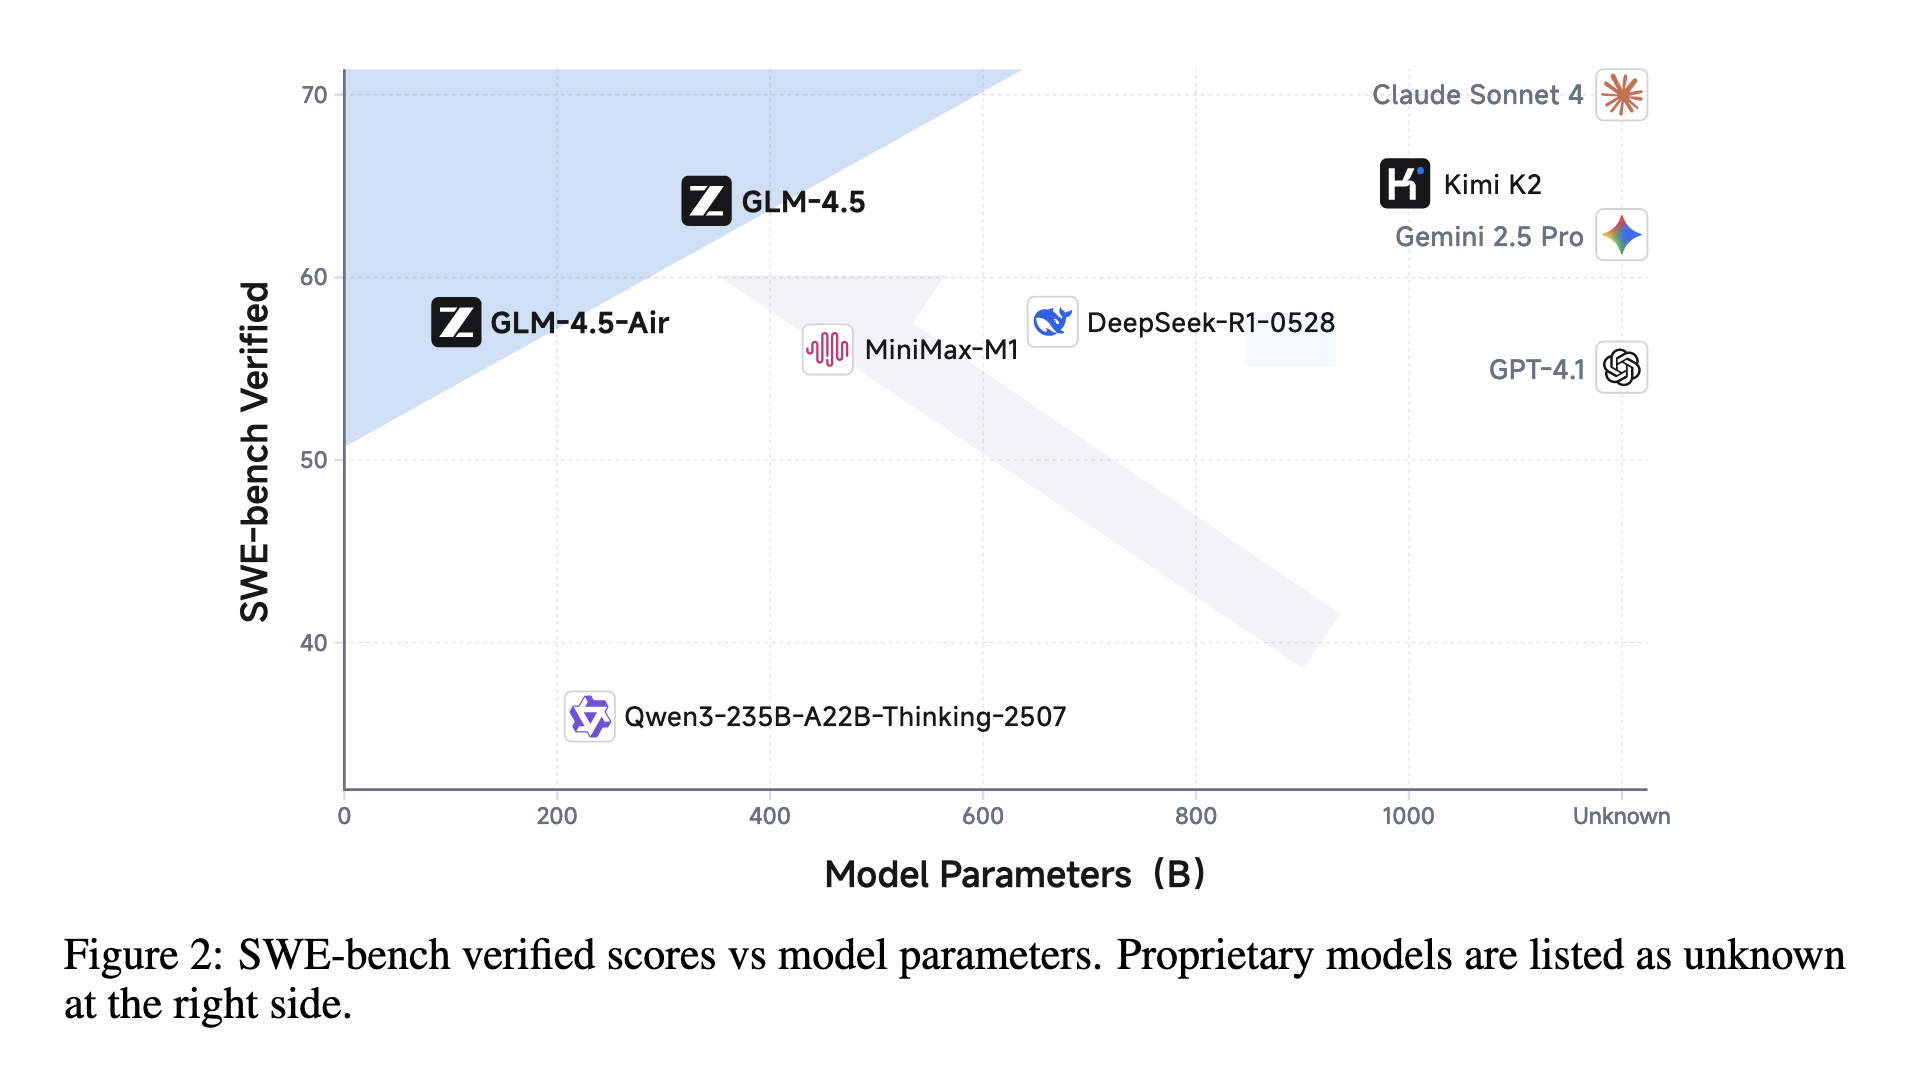 70
Claude Sonnet 4
Kimi K2
GLM-4.5
Gemini 2.5 Pro
60
GLM-4.5-Air
DeepSeek-R1-0528
MiniMax-M1
GPT-4.1
SWE-bench Verified
50
40
Qwen3-235B-A22B-Thinking-2507
0 200 400 600 800 1000 Unknown
Model Parameters (B)
Figure 2: SWE-bench verified scores vs model parameters. Proprietary models are listed as unknown
at the right side.